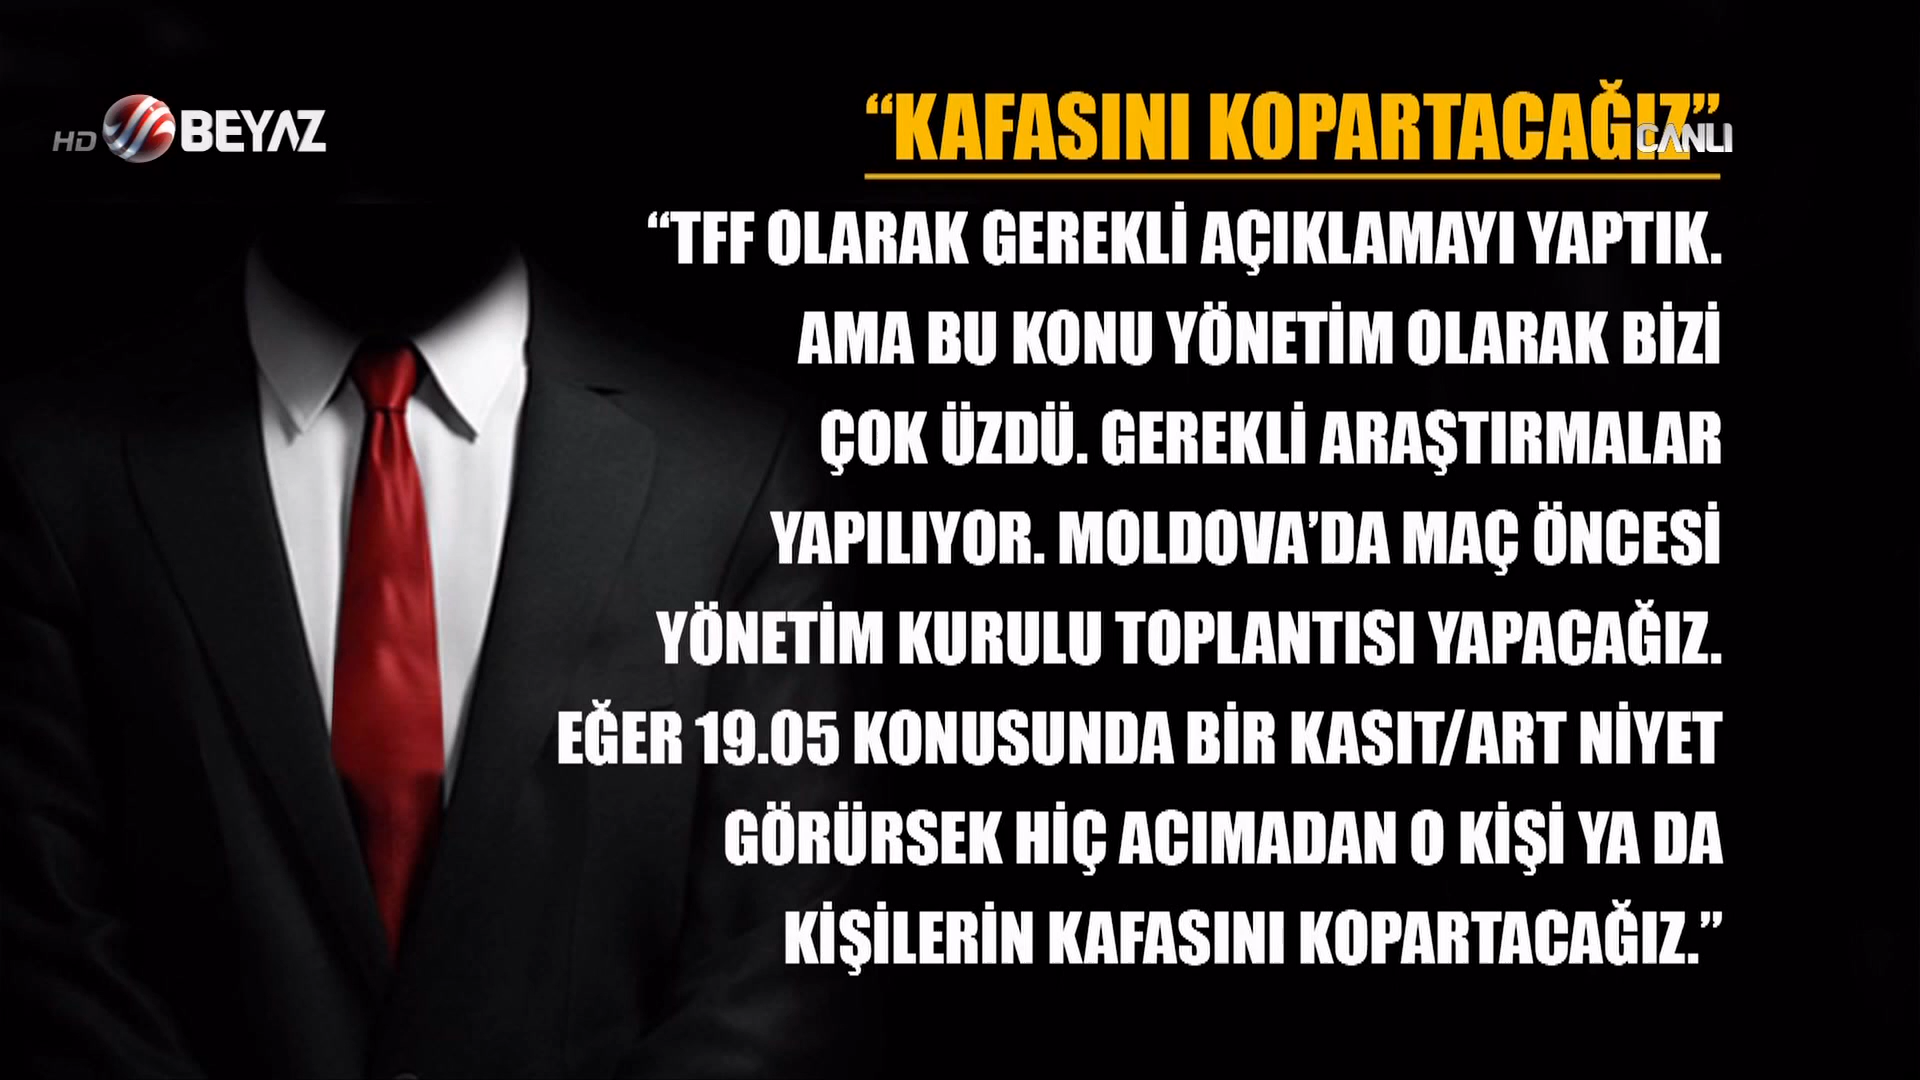 HD BEYAZ
“KAFASINI KOPARTACAĞIZ”
CANLI
“TFF OLARAK GEREKLİ AÇIKLAMAYI YAPTIK.
AMA BU KONU YÖNETİM OLARAK BİZİ
ÇOK ÜZDÜ. GEREKLİ ARAŞTIRMALAR
YAPILIYOR. MOLDOVA’DA MAÇ ÖNCESİ
YÖNETİM KURULU TOPLANTISI YAPACAĞIZ.
EĞER 19.05 KONUSUNDA BİR KASIT/ART NİYET
GÖRÜRSEK HİÇ ACIMADAN O KİŞİ YA DA
KİŞİLERİN KAFASINI KOPARTACAĞIZ.”